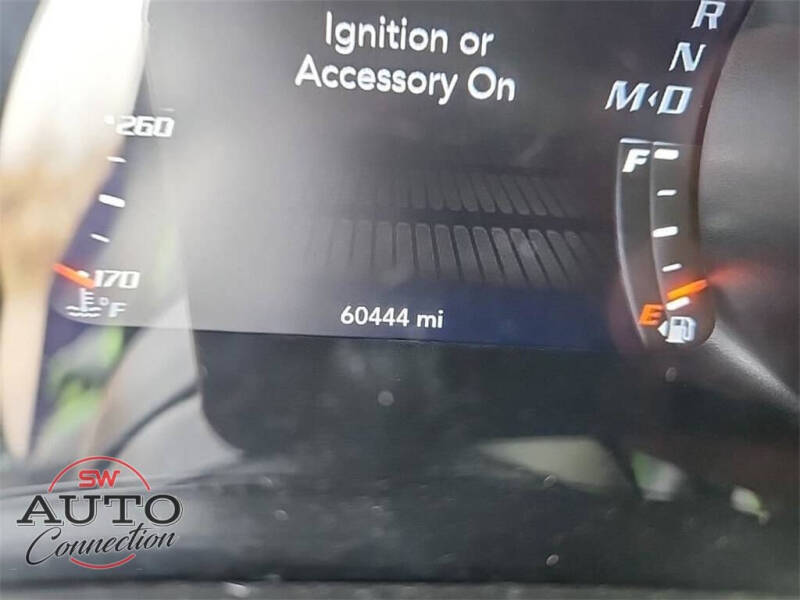 Ignition or
Accessory On
R
N
M◂D
260
170
°F
F
E
60444 mi
SW
AUTO
Connection